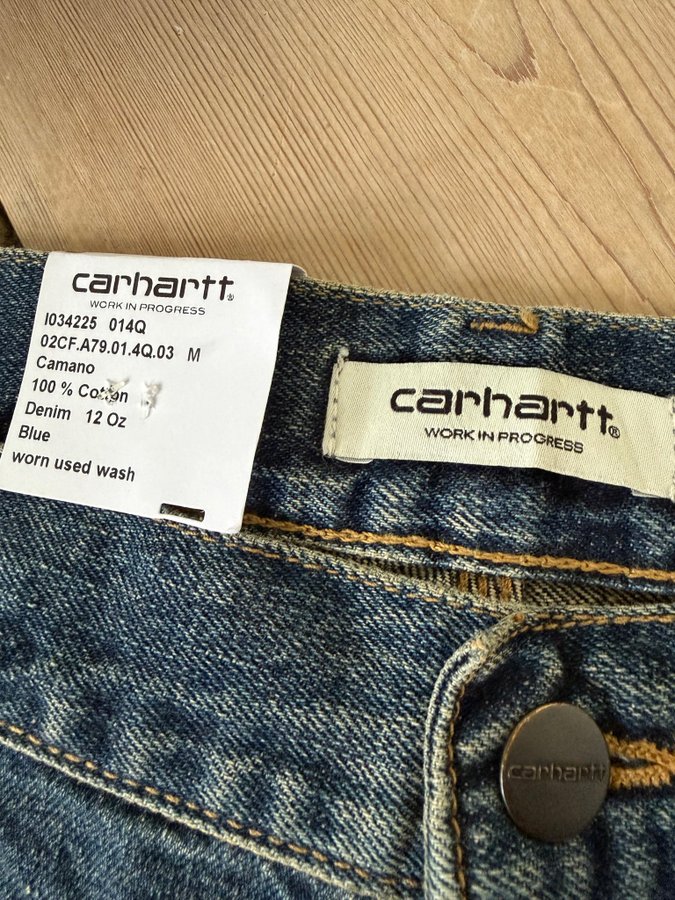 carhartt®
WORK IN PROGRESS
I034225 014Q
02CF.A79.01.4Q.03 M
Camano
100 % Cotton
Denim 12 Oz
Blue
worn used wash
carhartt®
WORK IN PROGRESS
carhartt